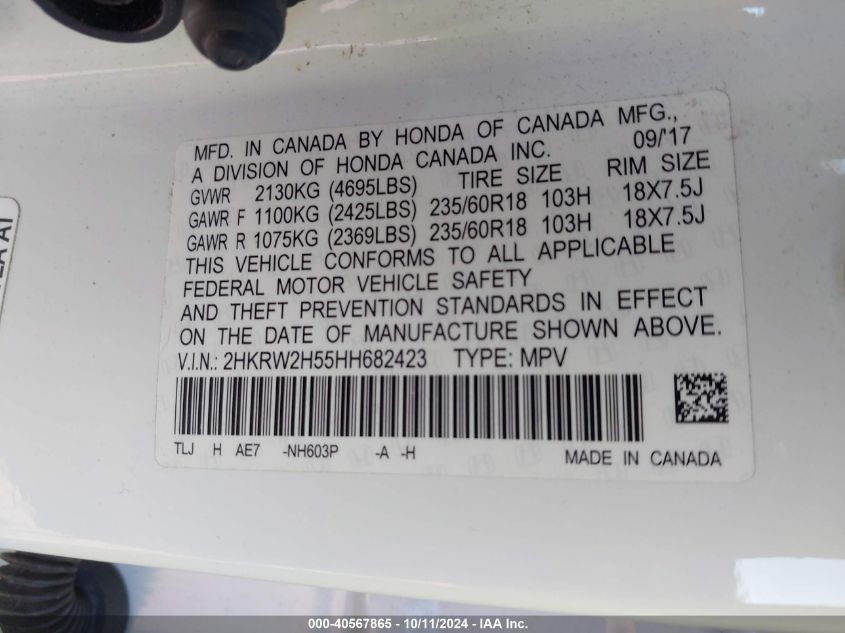 MFD. IN CANADA BY HONDA OF CANADA MFG.,
A DIVISION OF HONDA CANADA INC. 09/'17
GVWR 2130KG (4695LBS) TIRE SIZE RIM SIZE
GAWR F 1100KG (2425LBS) 235/60R18 103H 18X7.5J
GAWR R 1075KG (2369LBS) 235/60R18 103H 18X7.5J
THIS VEHICLE CONFORMS TO ALL APPLICABLE
FEDERAL MOTOR VEHICLE SAFETY
AND THEFT PREVENTION STANDARDS IN EFFECT
ON THE DATE OF MANUFACTURE SHOWN ABOVE.
V.I.N.: 2HKRW2H55HH682423 TYPE: MPV
TLJ H AE7 -NH603P -A -H
MADE IN CANADA
000-40567865 - 10/11/2024 - IAA Inc.